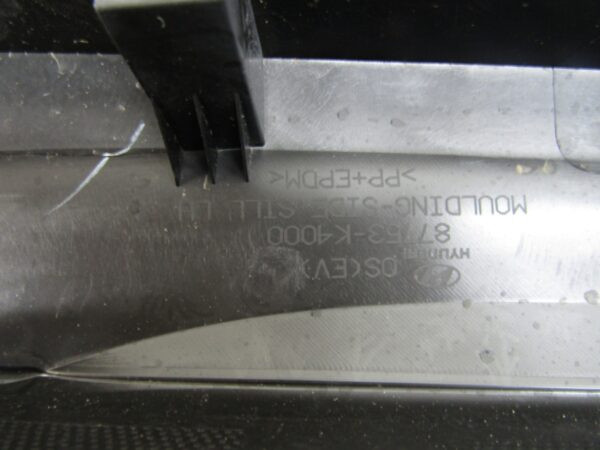 HYUNDAI OS(EV)
87753-K4000
MOULDING-SIDE SILL LH
>PP+EPDM<